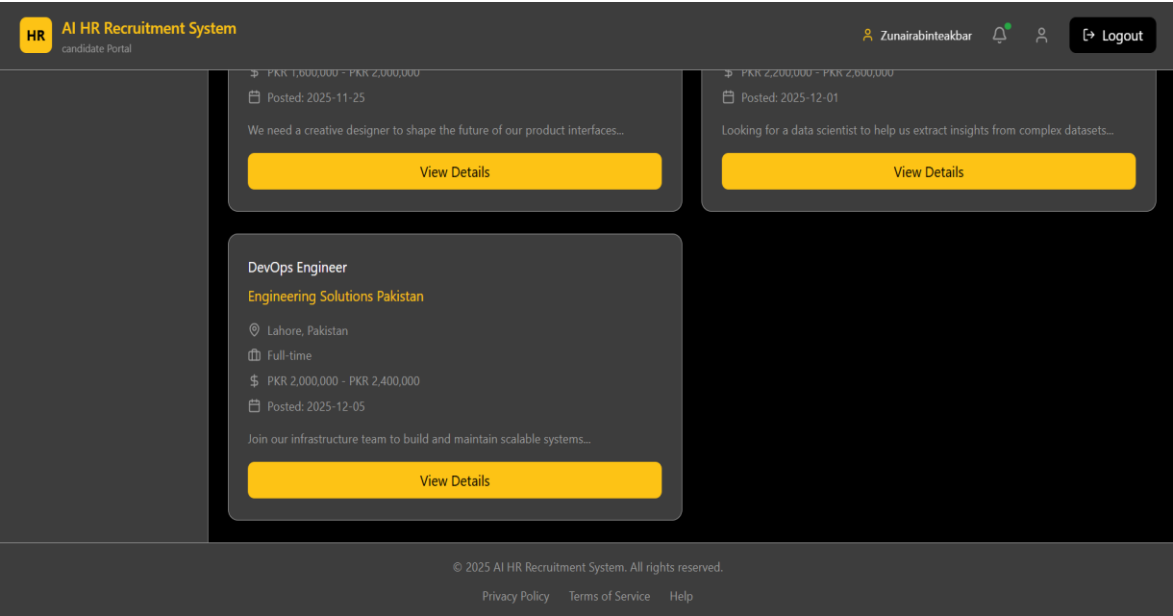 HR
AI HR Recruitment System
candidate Portal
Zunairabinteakbar
Logout
$ PKR 1,600,000 - PKR 2,000,000
Posted: 2025-11-25
We need a creative designer to shape the future of our product interfaces...
View Details
$ PKR 2,200,000 - PKR 2,600,000
Posted: 2025-12-01
Looking for a data scientist to help us extract insights from complex datasets...
View Details
DevOps Engineer
Engineering Solutions Pakistan
Lahore, Pakistan
Full-time
$ PKR 2,000,000 - PKR 2,400,000
Posted: 2025-12-05
Join our infrastructure team to build and maintain scalable systems...
View Details
© 2025 AI HR Recruitment System. All rights reserved.
Privacy Policy Terms of Service Help